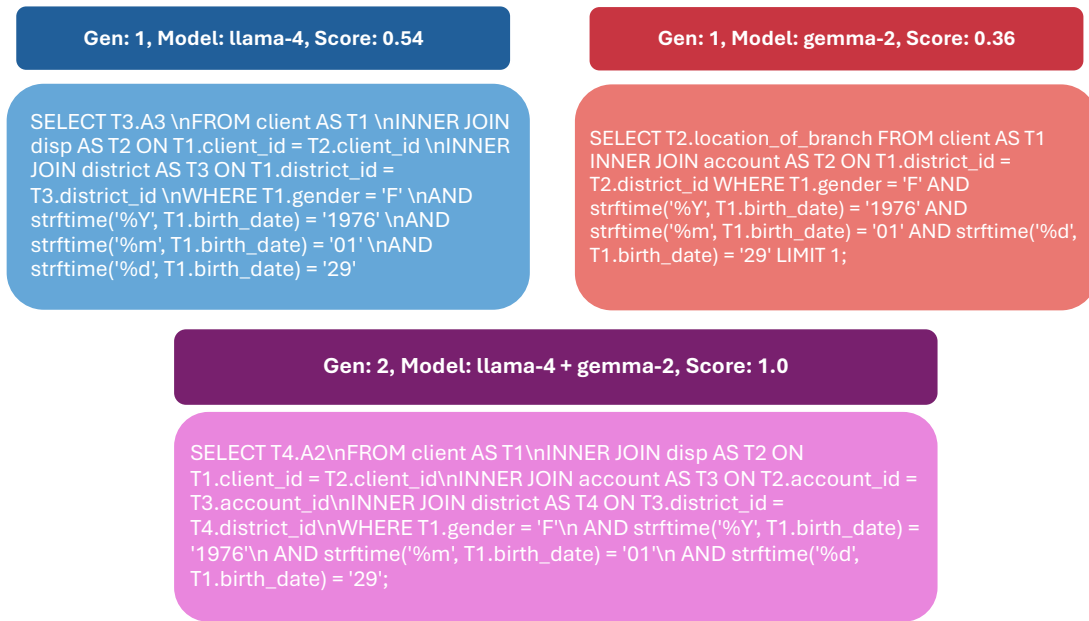 Gen: 1, Model: llama-4, Score: 0.54
SELECT T3.A3 \nFROM client AS T1 \nINNER JOIN
disp AS T2 ON T1.client_id = T2.client_id \nINNER
JOIN district AS T3 ON T1.district_id =
T3.district_id \nWHERE T1.gender = 'F' \nAND
strftime('%Y', T1.birth_date) = '1976' \nAND
strftime('%m', T1.birth_date) = '01' \nAND
strftime('%d', T1.birth_date) = '29'
Gen: 1, Model: gemma-2, Score: 0.36
SELECT T2.location_of_branch FROM client AS T1
INNER JOIN account AS T2 ON T1.district_id =
T2.district_id WHERE T1.gender = 'F' AND
strftime('%Y', T1.birth_date) = '1976' AND
strftime('%m', T1.birth_date) = '01' AND strftime('%d',
T1.birth_date) = '29' LIMIT 1;
Gen: 2, Model: llama-4 + gemma-2, Score: 1.0
SELECT T4.A2\nFROM client AS T1\nINNER JOIN disp AS T2 ON
T1.client_id = T2.client_id\nINNER JOIN account AS T3 ON T2.account_id =
T3.account_id\nINNER JOIN district AS T4 ON T3.district_id =
T4.district_id\nWHERE T1.gender = 'F'\n AND strftime('%Y', T1.birth_date) =
'1976'\n AND strftime('%m', T1.birth_date) = '01'\n AND strftime('%d',
T1.birth_date) = '29';